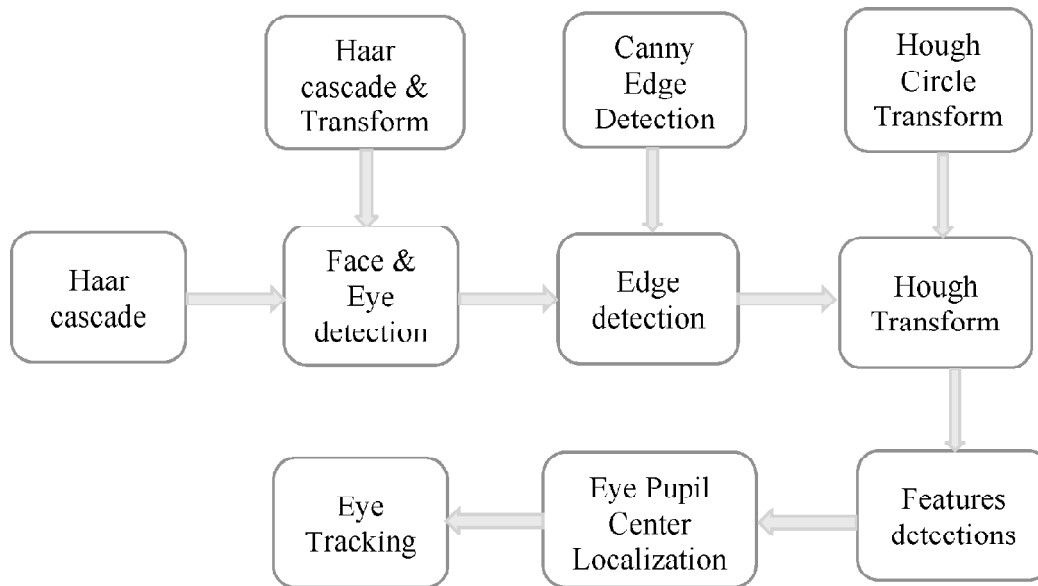 Haar
cascade &
Transform
Canny
Edge
Detection
Hough
Circle
Transform
Haar
cascade
Face &
Eye
detection
Edge
detection
Hough
Transform
Eye
Tracking
Eye Pupil
Center
Localization
Features
detections